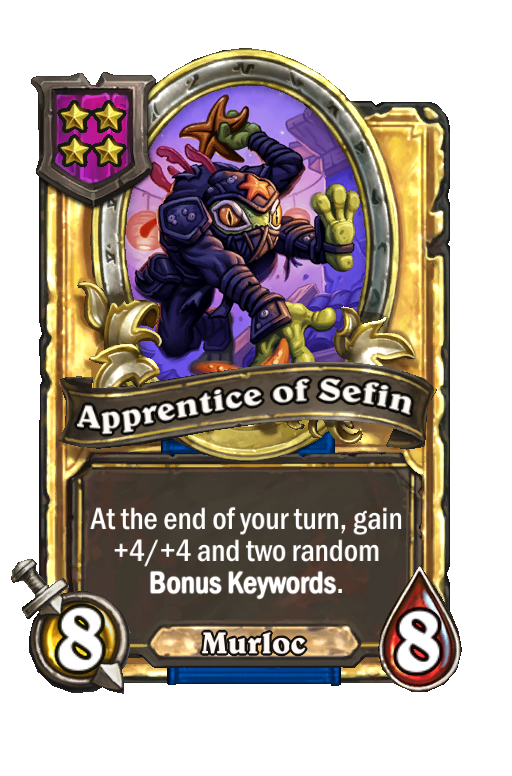 Apprentice of Sefin
At the end of your turn, gain
+4/+4 and two random
Bonus Keywords.
8
Murloc
8